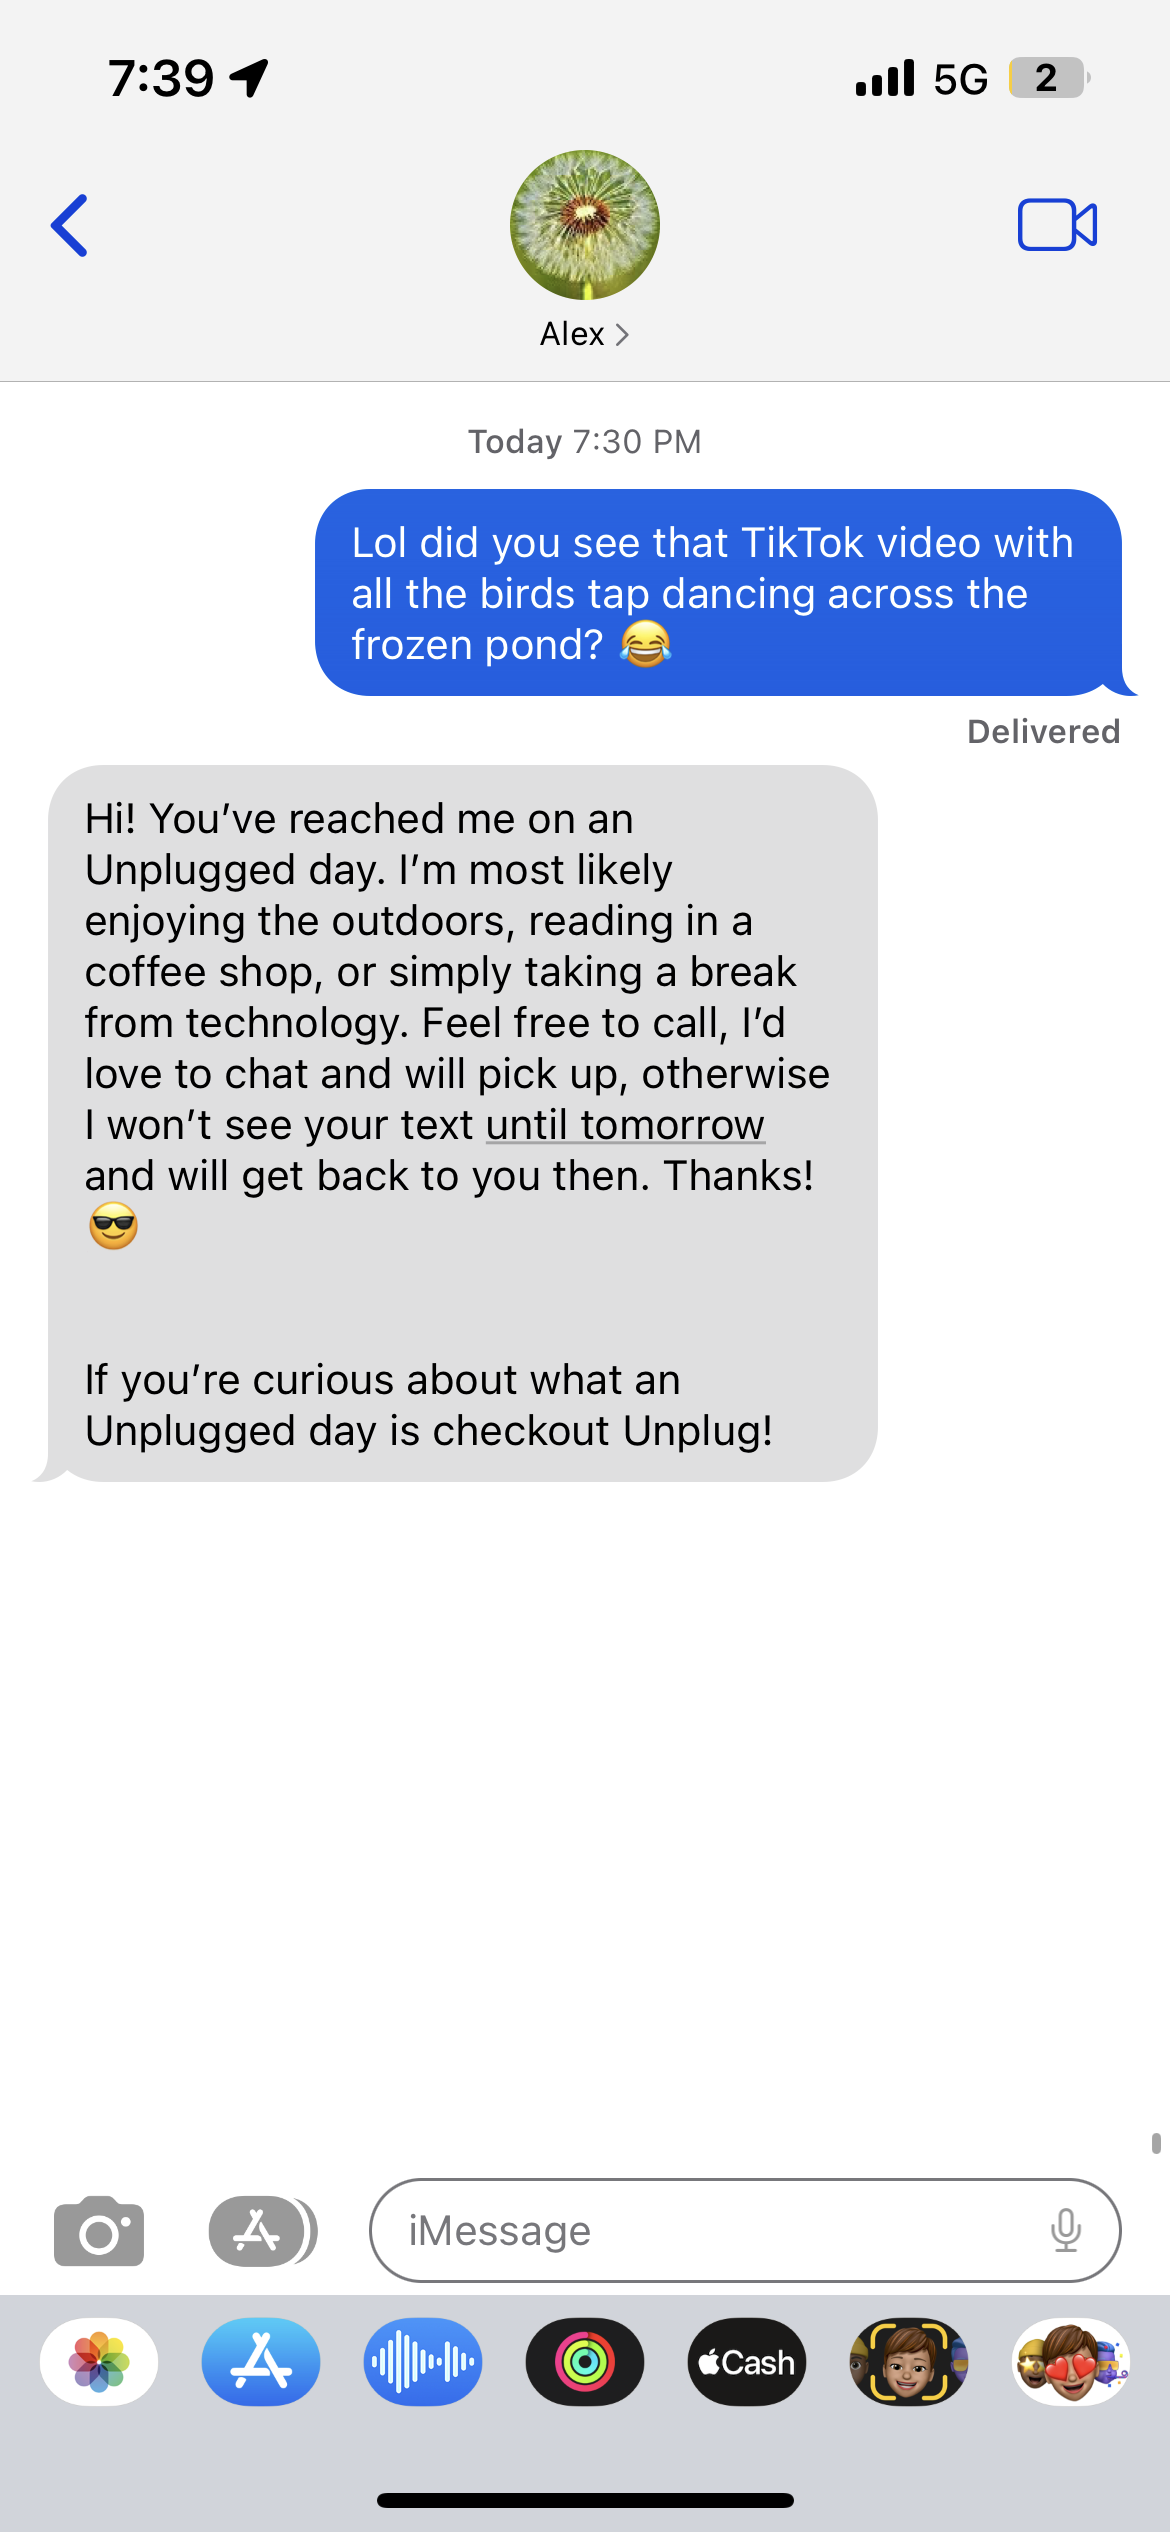 7:39
5G
2
Alex
Today 7:30 PM
Lol did you see that TikTok video with
all the birds tap dancing across the
frozen pond? 😂
Delivered
Hi! You’ve reached me on an
Unplugged day. I’m most likely
enjoying the outdoors, reading in a
coffee shop, or simply taking a break
from technology. Feel free to call, I’d
love to chat and will pick up, otherwise
I won’t see your text until tomorrow
and will get back to you then. Thanks!
😎
If you’re curious about what an
Unplugged day is checkout Unplug!
iMessage
Cash